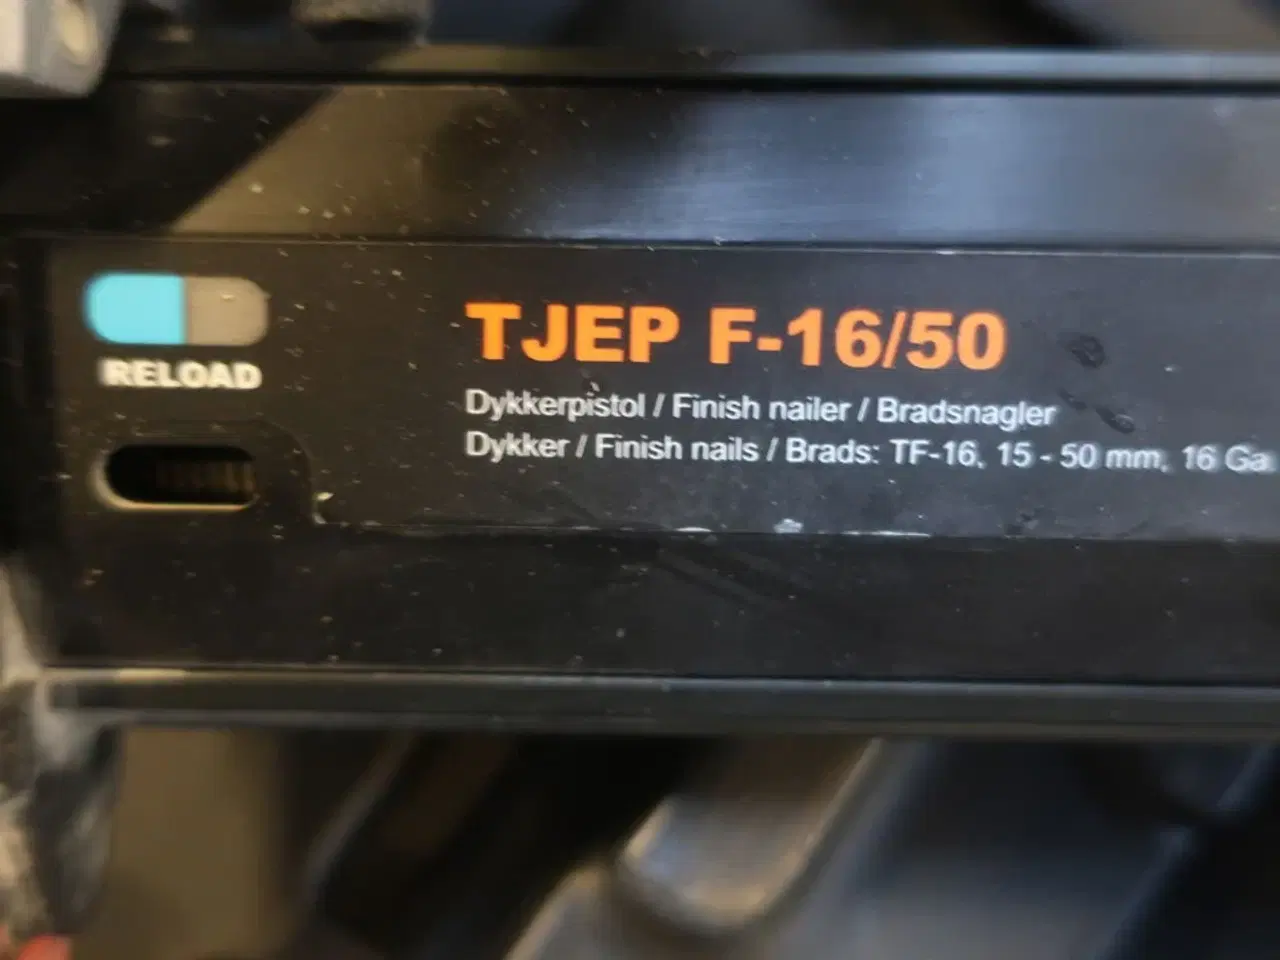 TJEP F-16/50
RELOAD
Dykkerpistol / Finish nailer / Bradsnagler
Dykker / Finish nails / Brads: TF-16, 15 - 50 mm, 16 Ga.